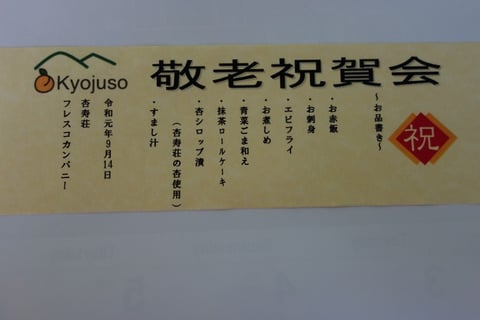 Kyojuso
敬老祝賀会
祝
～お品書き～
・お赤飯
・お刺身
・エビフライ
・お煮しめ
・青菜ごま和え
・抹茶ロールケーキ
・杏シロップ漬
（杏寿荘の杏使用）
・すまし汁
令和元年9月14日
杏寿荘
フレスコカンパニー